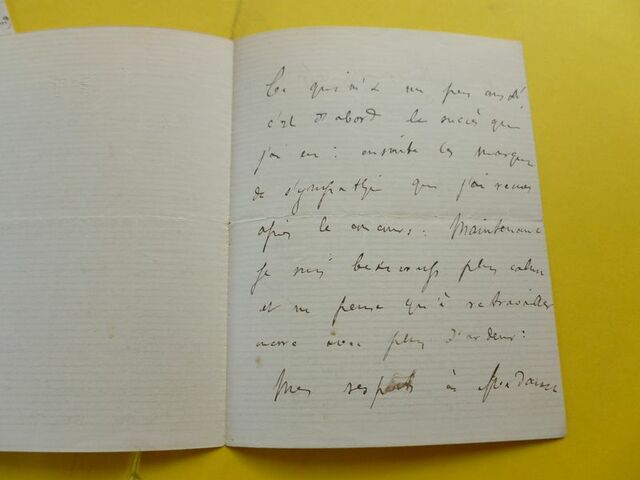 Ce qui m'a un peu aidé
c'est d'abord le succès que
j'ai eu : ensuite les marques
de sympathie que j'ai reçues
après le concours : Maintenant
je suis beaucoup plus calme
et ne pense qu'à retravailler
encore avec plus d'ardeur :
Mes respects à Madame